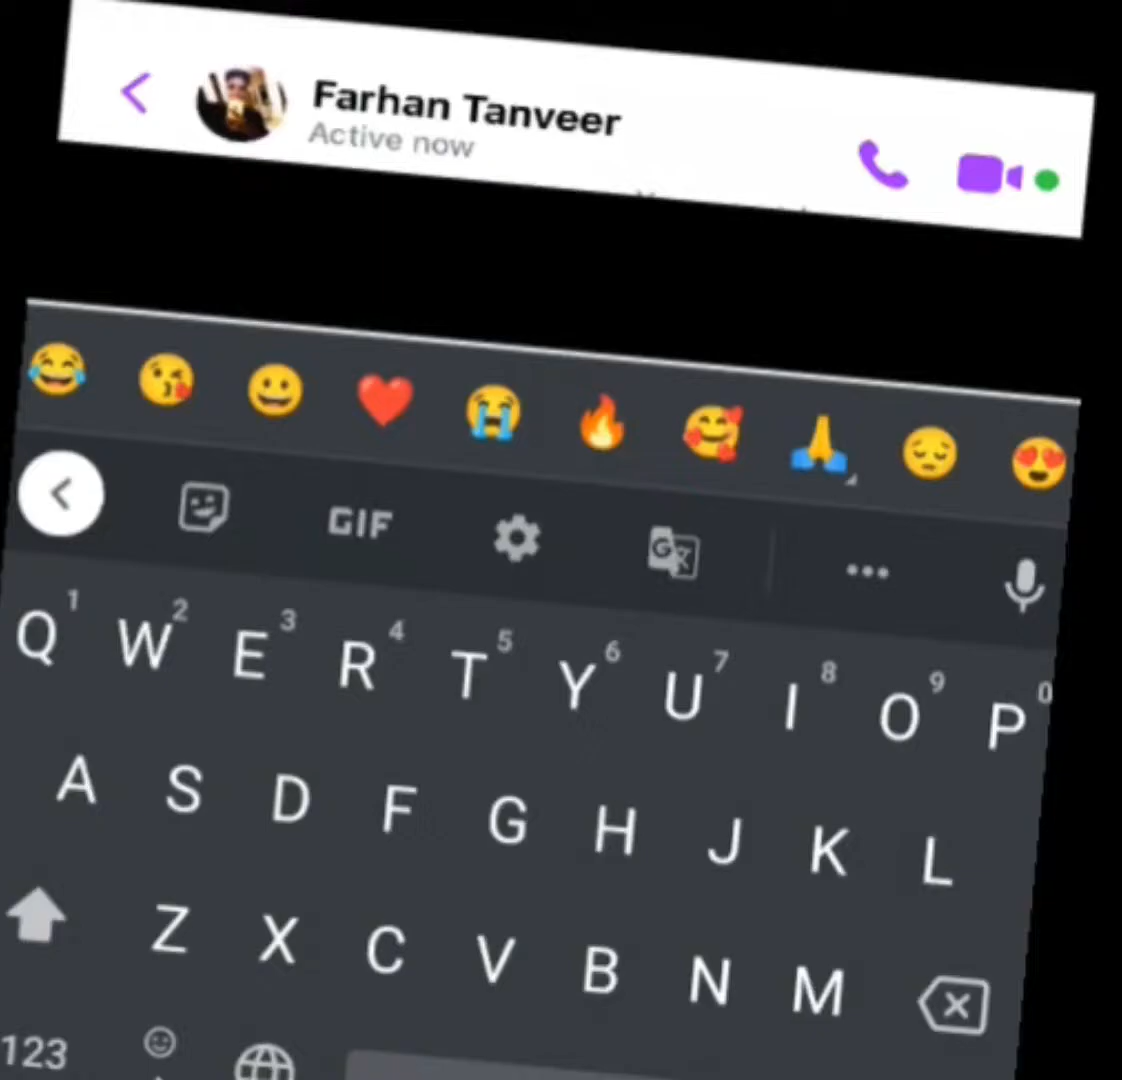 Farhan Tanveer
Active now
GIF
G
1 2 3 4 5 6 7 8 9 0
Q W E R T Y U I O P
A S D F G H J K L
Z X C V B N M
123